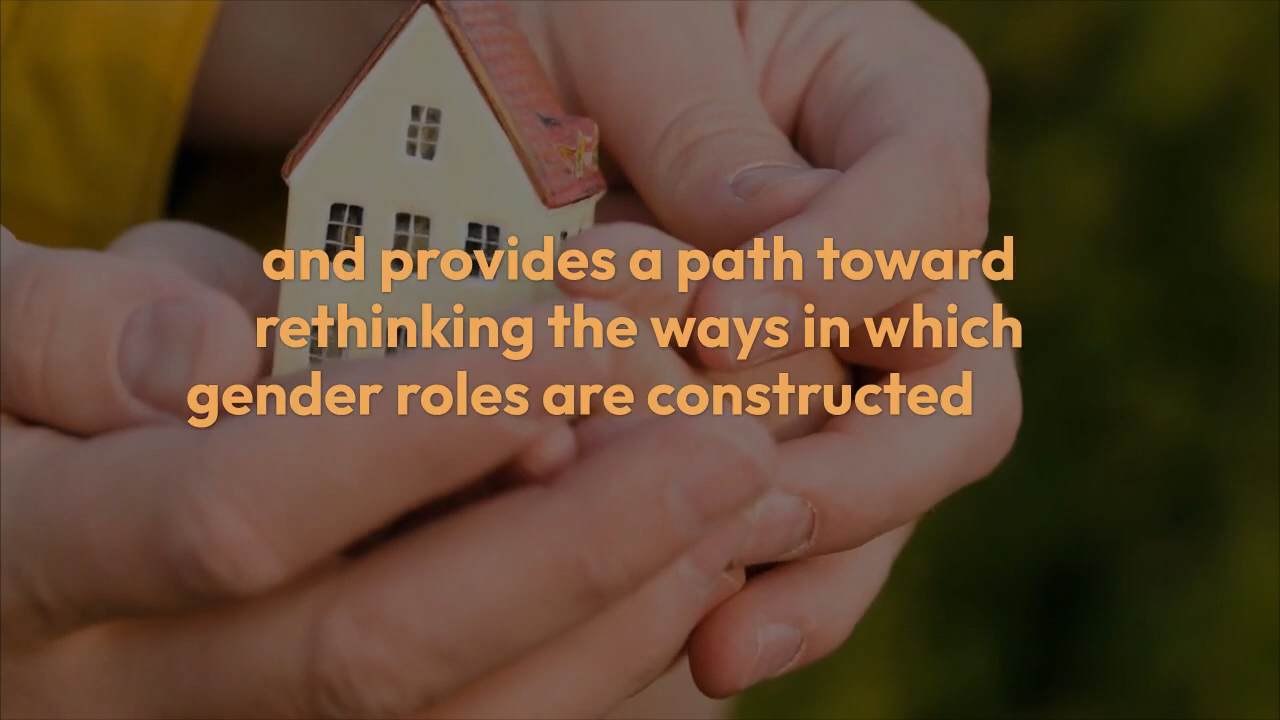 and provides a path toward
rethinking the ways in which
gender roles are constructed